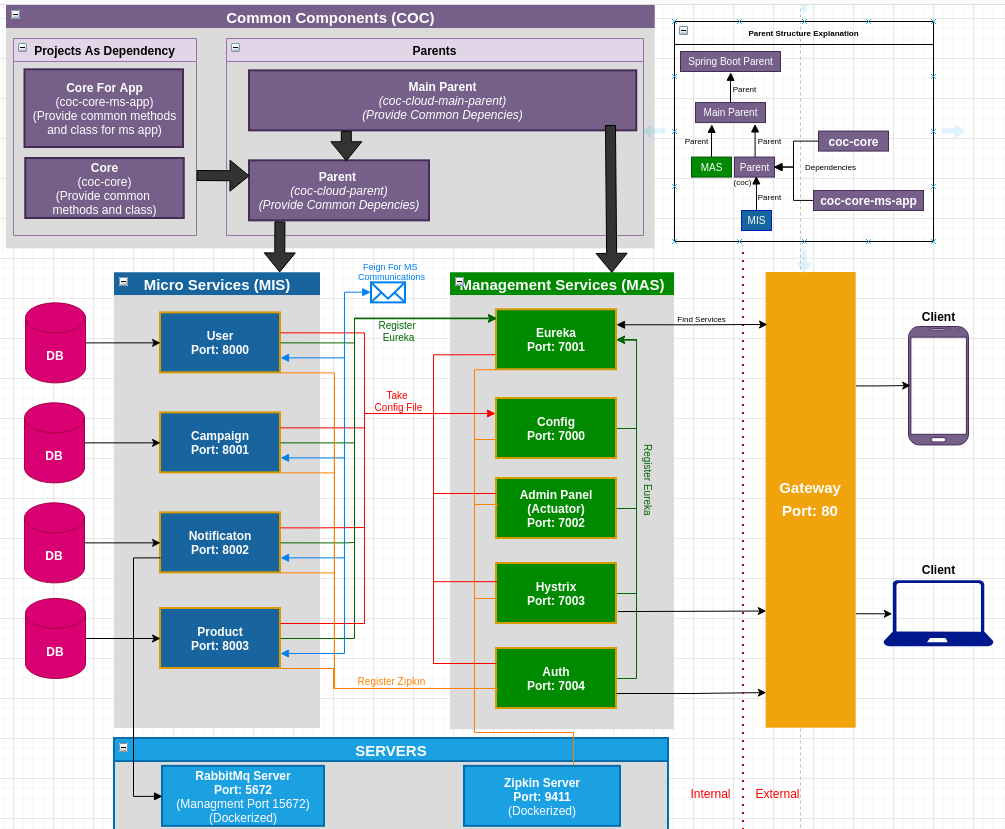 Common Components (COC)
Projects As Dependency
Core For App
(coc-core-ms-app)
(Provide common methods
and class for ms app)
Core
(coc-core)
(Provide common
methods and class)
Parents
Main Parent
(coc-cloud-main-parent)
(Provide Common Depencies)
Parent
(coc-cloud-parent)
(Provide Common Depencies)
Parent Structure Explanation
Spring Boot Parent
Parent
Main Parent
Parent
Parent
coc-core
MAS
Parent
Dependencies
(coc)
Parent
coc-core-ms-app
MIS
Micro Services (MIS)
Feign For MS
Communications
Management Services (MAS)
DB
User
Port: 8000
Register
Eureka
Eureka
Port: 7001
Find Services
Client
DB
Campaign
Port: 8001
Take
Config File
Config
Port: 7000
Register Eureka
DB
Notificaton
Port: 8002
Admin Panel
(Actuator)
Port: 7002
Gateway
Port: 80
DB
Product
Port: 8003
Hystrix
Port: 7003
Client
Register Zıpkın
Auth
Port: 7004
SERVERS
RabbitMq Server
Port: 5672
(Managment Port 15672)
(Dockerized)
Zipkin Server
Port: 9411
(Dockerized)
Internal
External